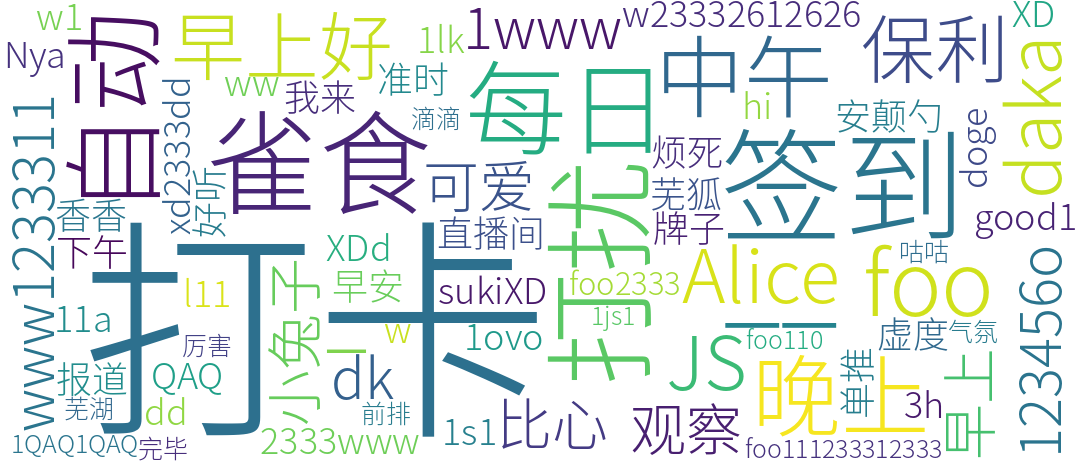 w1
自动
早上好
1lk
1www
w23332612626
XD
Nya
ww
我来
准时
每日
中午
保利
daka
www1233311
xd2333dd
雀食
滴滴
hi
安颠勺
doge
签到
烦死
可爱
打扰
芜狐
牌子
好听
香香
下午
直播间
good1
咕咕
打卡
XDd
早安
sukiXD
foo2333
Alice
foo
1234560
小兔子
l11
11a
1js1
w
1ovo
一
JS
foo110
虚度
气氛
早上
厉害
报道
QAQ
dk
晚上
单推
芜湖
dd
前排
2333www
1s1
比心
观察
3h
1QAQ1QAQ
完毕
foo111233312333